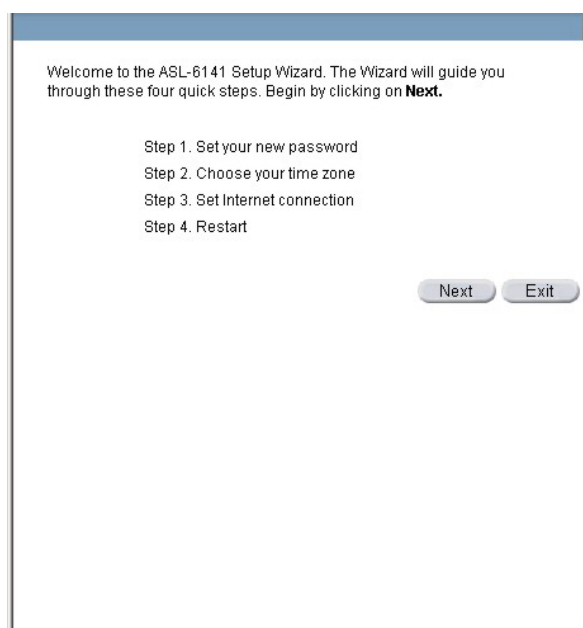 Welcome to the ASL-6141 Setup Wizard. The Wizard will guide you
through these four quick steps. Begin by clicking on Next.
Step 1. Set your new password
Step 2. Choose your time zone
Step 3. Set Internet connection
Step 4. Restart
Next Exit